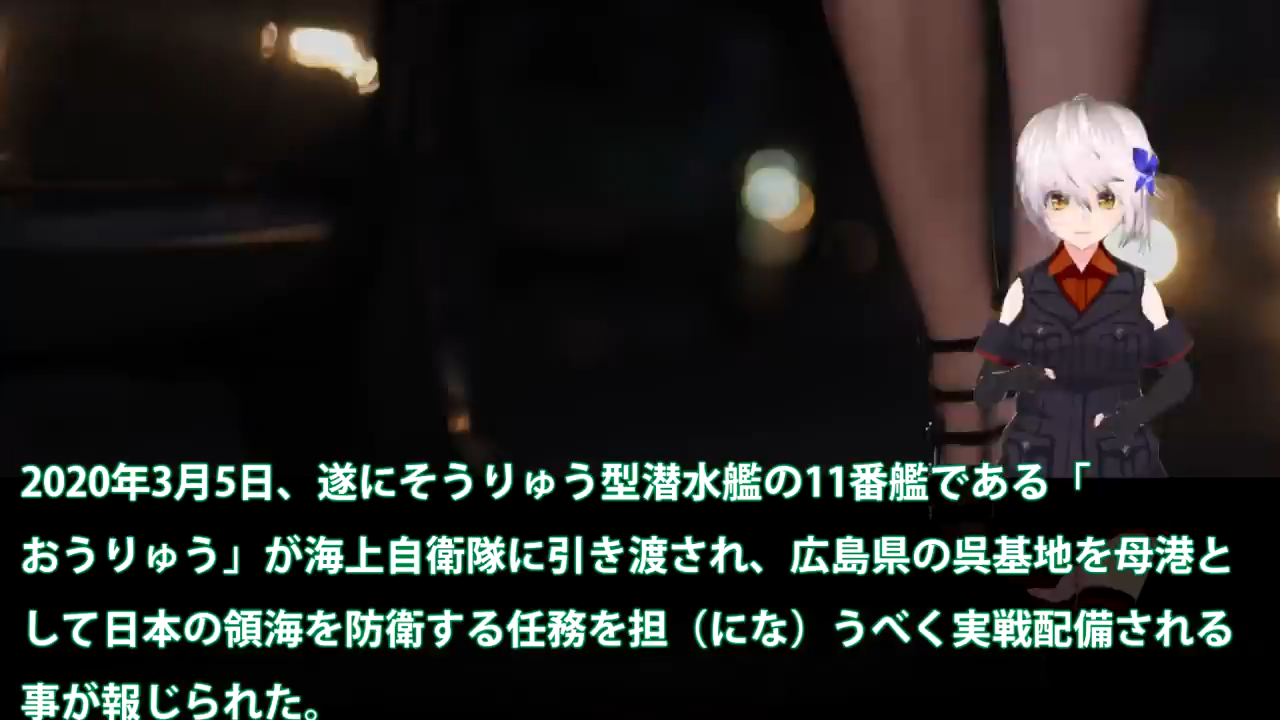 2020年3月5日、遂にそうりゅう型潜水艦の11番艦である「
おうりゅう」が海上自衛隊に引き渡され、広島県の呉基地を母港と
して日本の領海を防衛する任務を担（にな）うべく実戦配備される
事が報じられた。